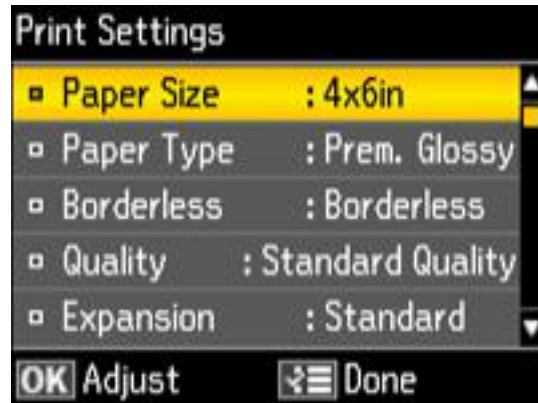 Print Settings
Paper Size : 4x6in
Paper Type : Prem. Glossy
Borderless : Borderless
Quality : Standard Quality
Expansion : Standard
OK Adjust Done